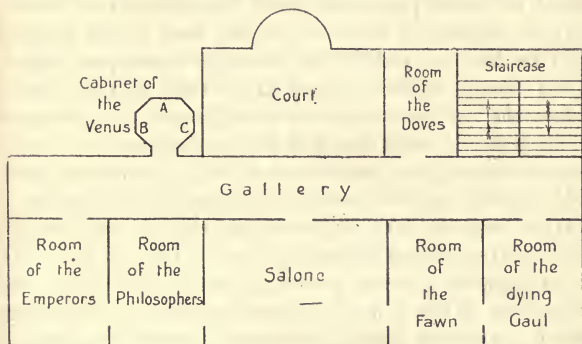 Cabinet of
the
Venus
A
B
C
Court
Room
of
the
Doves
Staircase
Gallery
Room
of the
Emperors
Room
of the
Philosophers
Salone
Room
of
the
Fawn
Room
of the
dying
Gaul